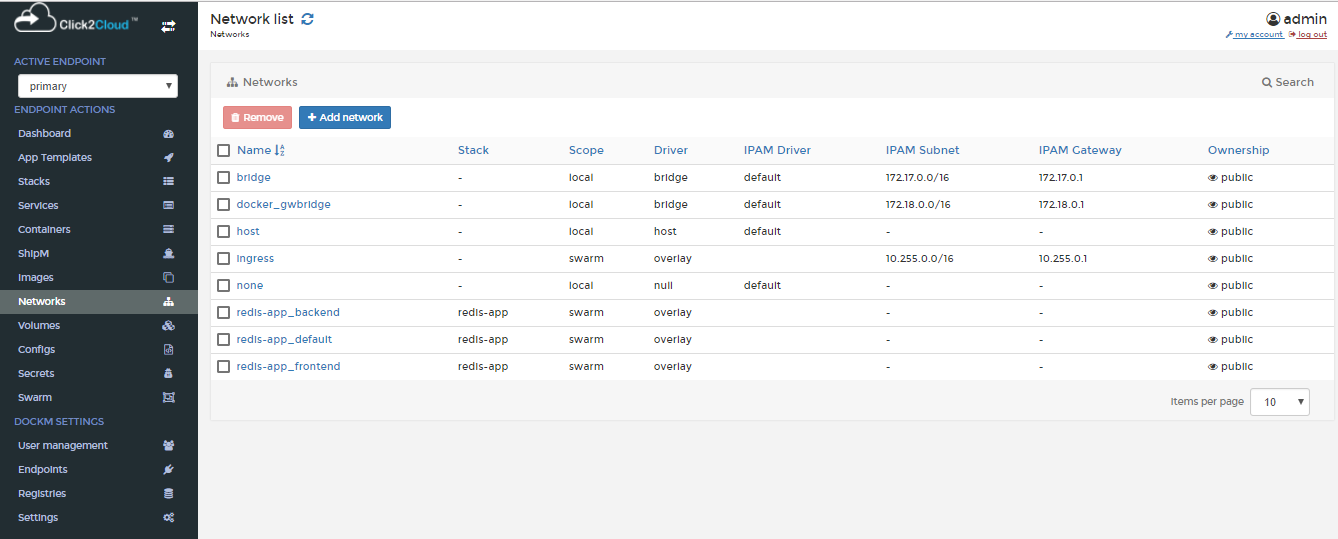 Click2Cloud™
ACTIVE ENDPOINT
primary
ENDPOINT ACTIONS
Dashboard
App Templates
Stacks
Services
Containers
ShipM
Images
Networks
Volumes
Configs
Secrets
Swarm
DOCKM SETTINGS
User management
Endpoints
Registries
Settings
Network list
Networks
admin
my account log out
Networks Search
Remove Add network
Name Stack Scope Driver IPAM Driver IPAM Subnet IPAM Gateway Ownership
bridge - local bridge default 172.17.0.0/16 172.17.0.1 public
docker_gwbridge - local bridge default 172.18.0.0/16 172.18.0.1 public
host - local host default - - public
ingress - swarm overlay 10.255.0.0/16 10.255.0.1 public
none - local null default - - public
redis-app_backend redis-app swarm overlay - - public
redis-app_default redis-app swarm overlay - - public
redis-app_frontend redis-app swarm overlay - - public
Items per page 10